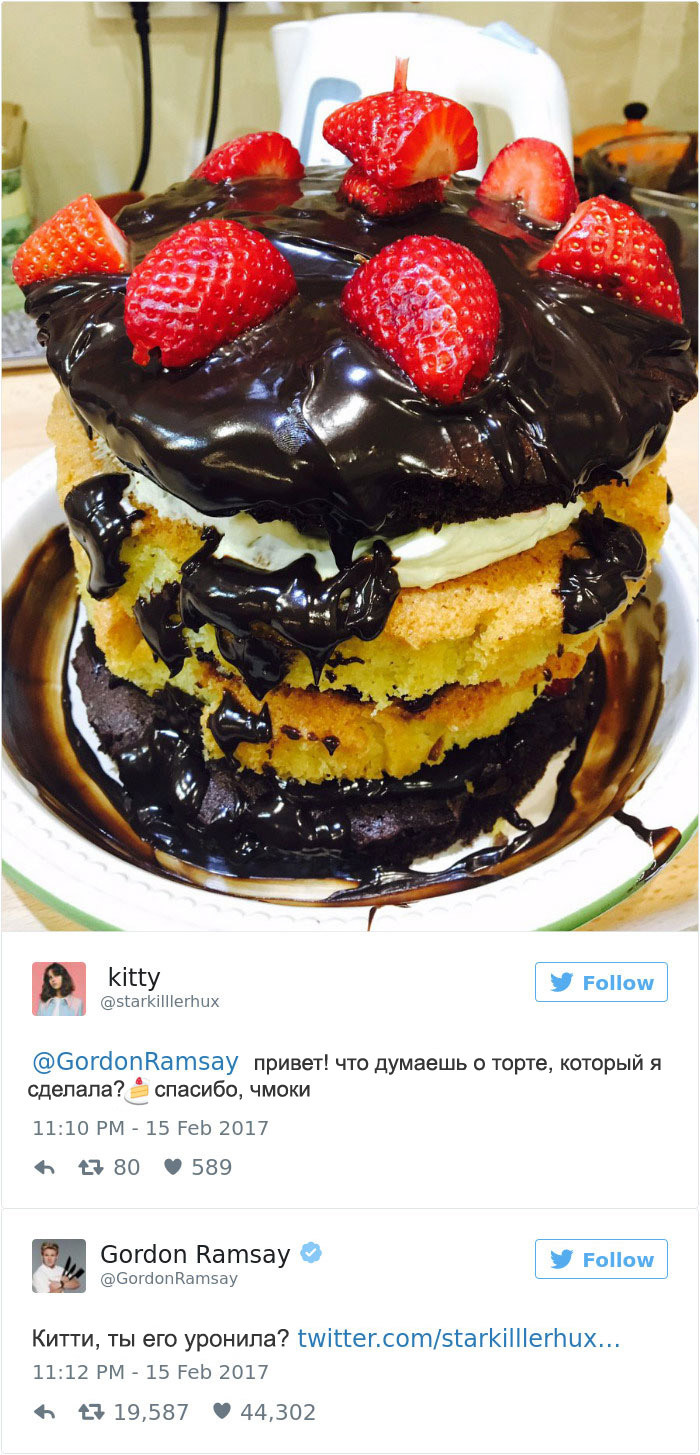 kitty
@starkilllerhux
Follow
@GordonRamsay привет! что думаешь о торте, который я
сделала?🍰 спасибо, чмоки
11:10 PM - 15 Feb 2017
80 589
Gordon Ramsay
@GordonRamsay
Follow
Китти, ты его уронила? twitter.com/starkilllerhux...
11:12 PM - 15 Feb 2017
19,587 44,302